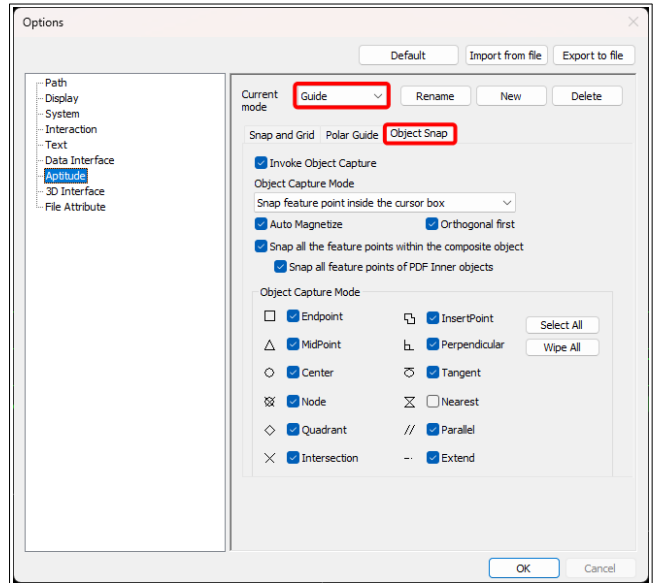 Options
Default Import from file Export to file
Path
Display
System
Interaction
Text
Data Interface
Aptitude
3D Interface
File Attribute
Current mode Guide Rename New Delete
Snap and Grid Polar Guide Object Snap
Invoke Object Capture
Object Capture Mode
Snap feature point inside the cursor box
Auto Magnetize Orthogonal first
Snap all the feature points within the composite object
Snap all feature points of PDF Inner objects
Object Capture Mode
Endpoint InsertPoint Select All
MidPoint Perpendicular Wipe All
Center Tangent
Node Nearest
Quadrant Parallel
Intersection Extend
OK Cancel